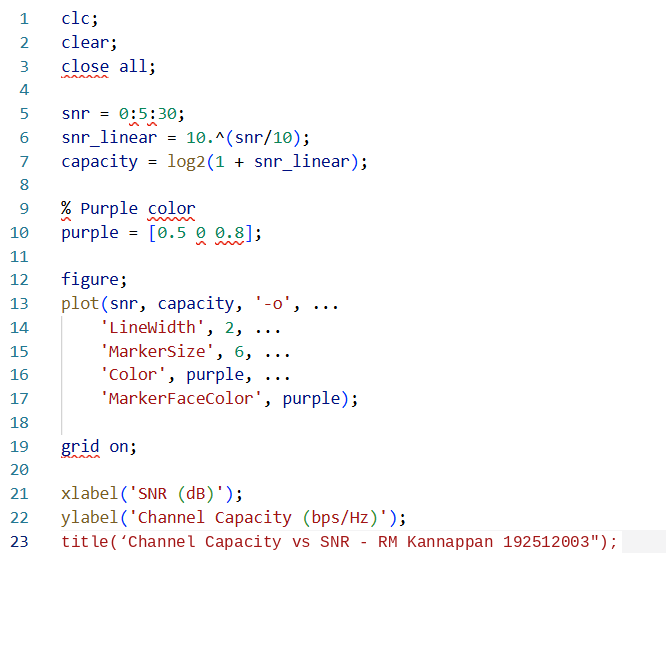 1 clc;
2 clear;
3 close all;
4
5 snr = 0:5:30;
6 snr_linear = 10.^(snr/10);
7 capacity = log2(1 + snr_linear);
8
9 % Purple color
10 purple = [0.5 0 0.8];
11
12 figure;
13 plot(snr, capacity, '-o', ...
14 'LineWidth', 2, ...
15 'MarkerSize', 6, ...
16 'Color', purple, ...
17 'MarkerFaceColor', purple);
18
19 grid on;
20
21 xlabel('SNR (dB)');
22 ylabel('Channel Capacity (bps/Hz)');
23 title(‘Channel Capacity vs SNR - RM Kannappan 192512003");